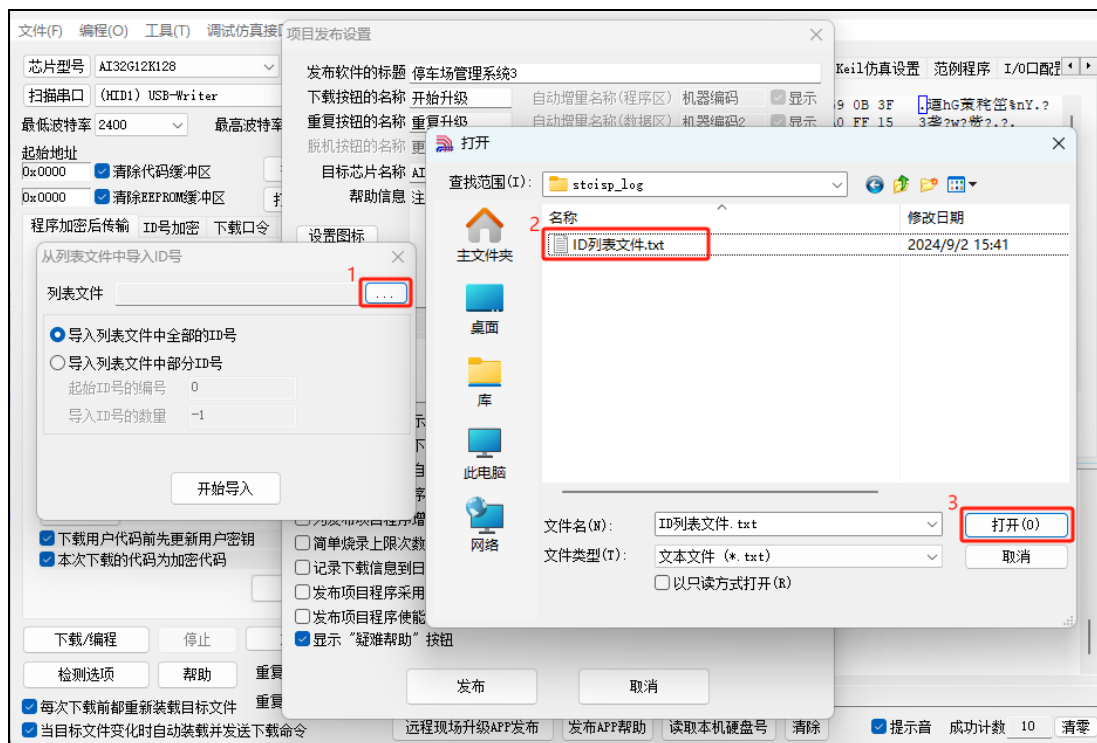 文件(F) 编程(O) 工具(T) 调试仿真接口
芯片型号 AI32G12K128
扫描串口 (HID1) USB-Writer
最低波特率 2400 最高波特率
起始地址
0x0000 清除代码缓冲区
0x0000 清除EEPROM缓冲区 打
程序加密后传输 ID号加密 下载口令
从列表文件中导入ID号
1
列表文件 ...
导入列表文件中全部的ID号
导入列表文件中部分ID号
起始ID号的编号 0
导入ID号的数量 -1
开始导入
下载用户代码前先更新用户密钥
本次下载的代码为加密代码
下载/编程 停止
检测选项 帮助 重复
每次下载前都重新装载目标文件 重复
当目标文件变化时自动装载并发送下载命令
项目发布设置
发布软件的标题 停车场管理系统3
下载按钮的名称 开始升级 自动增量名称(程序区) 机器编码 显示
重复按钮的名称 重复升级 自动增量名称(数据区) 机器编码2 显示
脱机按钮的名称 更
目标芯片名称 AI
帮助信息 注
设置图标
简单烧录上限次数
记录下载信息到日
发布项目程序采用
发布项目程序使能
显示 "疑难帮助" 按钮
发布 取消
Keil仿真设置 范例程序 I/O口配置
69 0B 3F
A0 FF 15
打开
查找范围(I): stcisp_log
主文件夹
桌面
库
此电脑
网络
名称 修改日期
2
ID列表文件.txt 2024/9/2 15:41
3
文件名(N): ID列表文件.txt 打开(O)
文件类型(T): 文本文件 (*.txt) 取消
以只读方式打开(R)
远程现场升级APP发布 发布APP帮助 读取本机硬盘号 清除 提示音 成功计数 10 清零